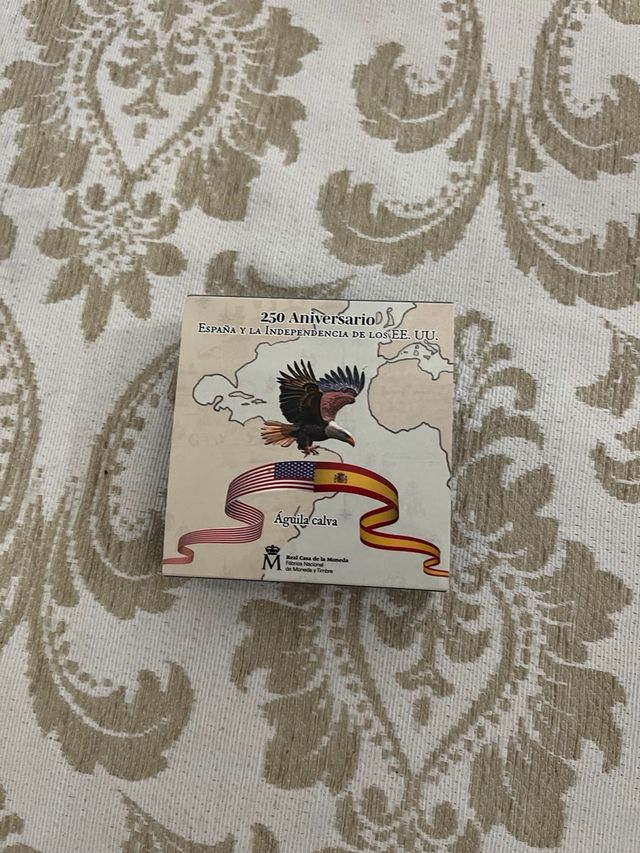 250 Aniversario
España y la Independencia de los EE. UU.
Águila calva
M
Real Casa de la Moneda
Fábrica Nacional
de Moneda y Timbre